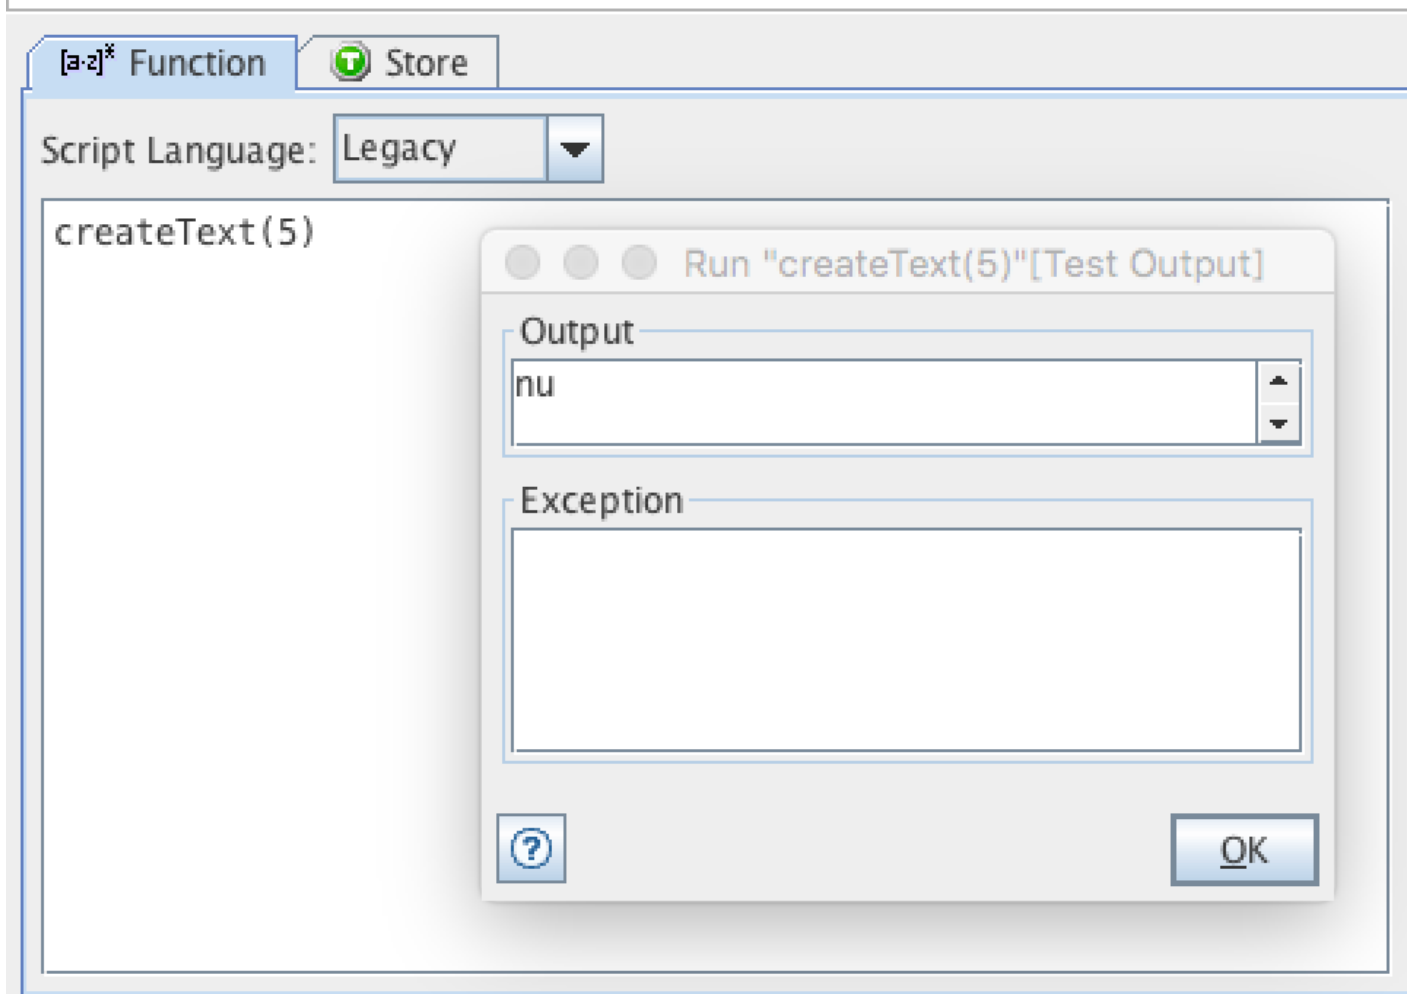 [a-z]* Function
Store
Script Language: Legacy
createText(5)
Run "createText(5)"[Test Output]
Output
nu
Exception
? OK